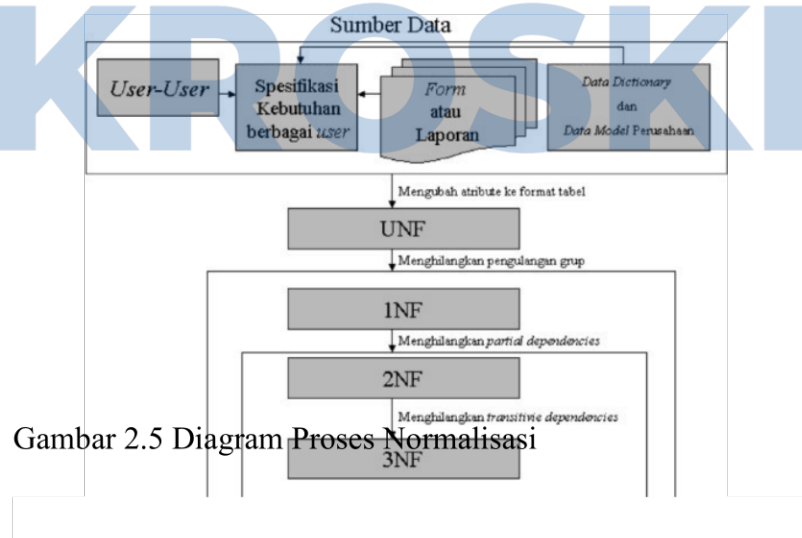 KROSKI
Sumber Data
User-User
Spesifikasi
Kebutuhan
berbagai user
Form
atau
Laporan
Data Dictionary
dan
Data Model Perusahaan
Mengubah atribute ke format tabel
UNF
Menghilangkan pengulangan grup
1NF
Menghilangkan partial dependencies
2NF
Menghilangkan transitivie dependencies
Gambar 2.5 Diagram Proses Normalisasi
3NF